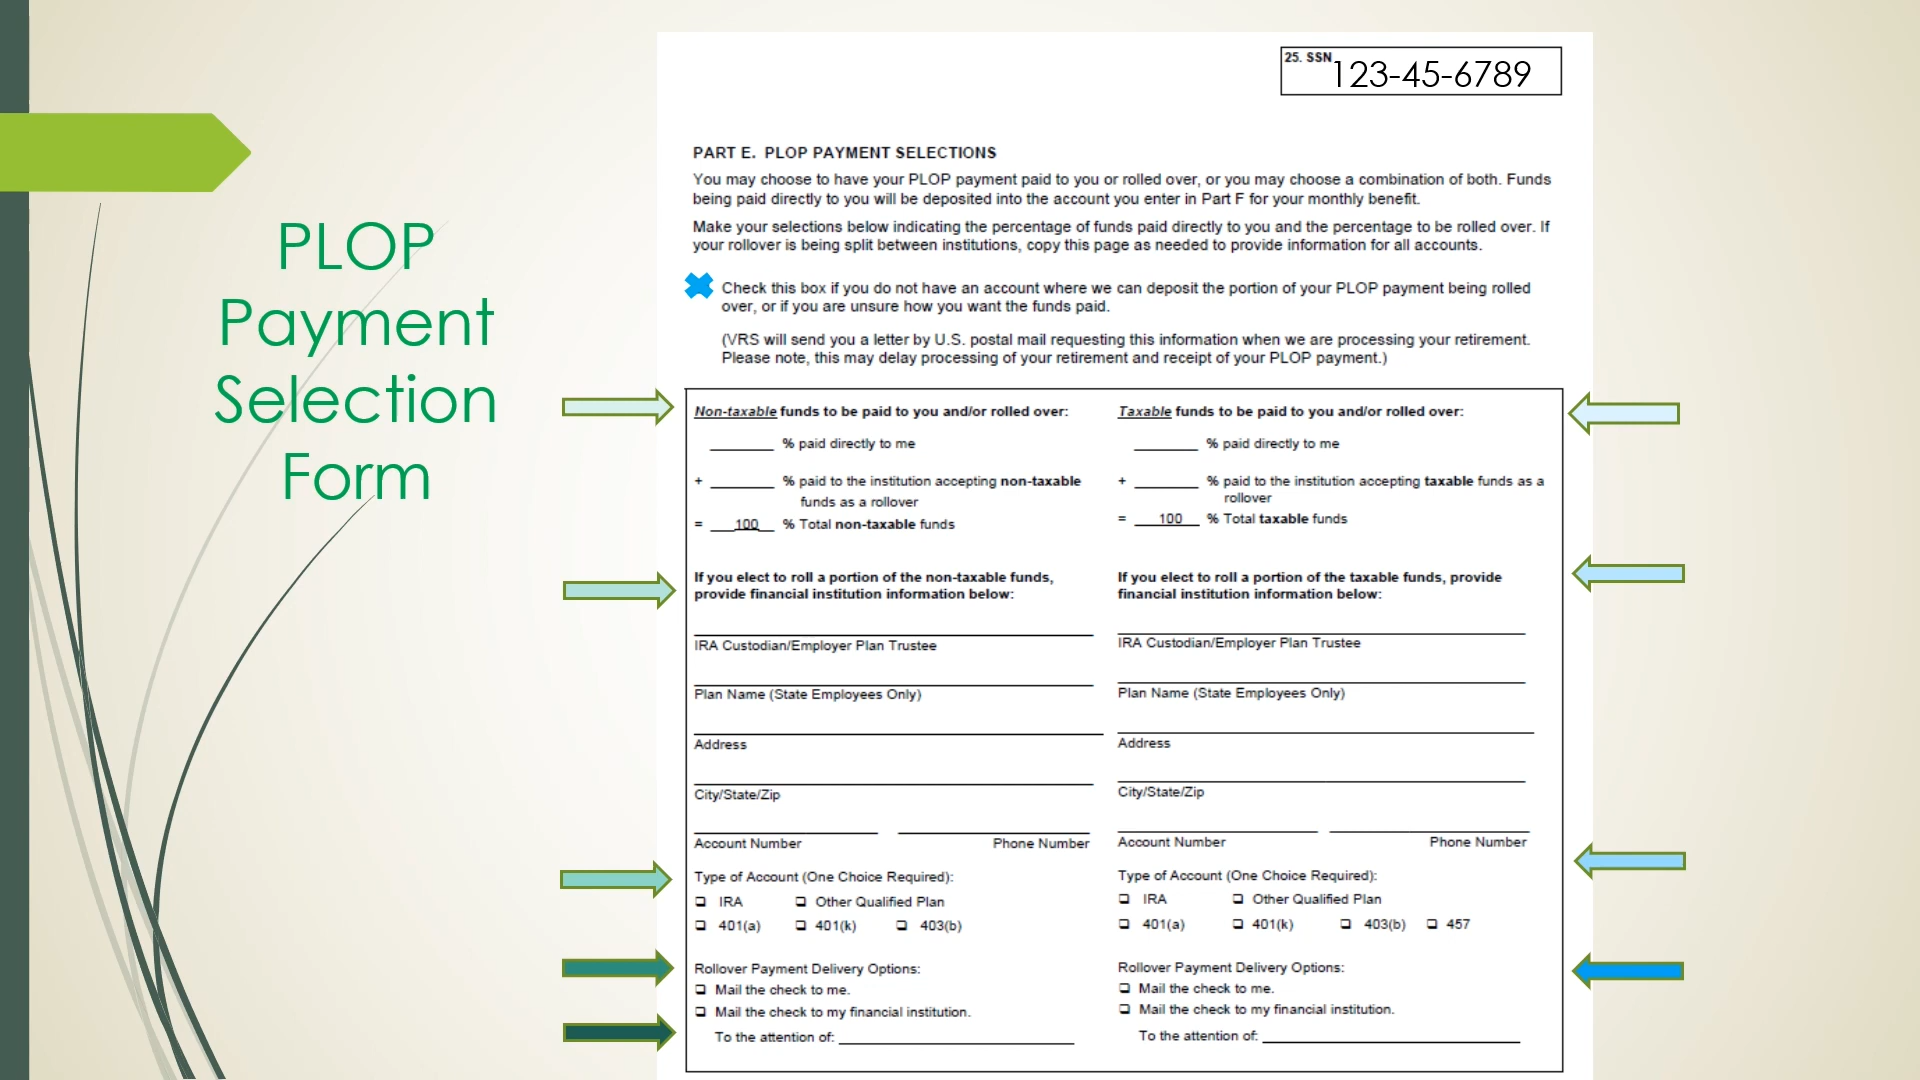 PLOP
Payment
Selection
Form
25. SSN 123-45-6789
PART E. PLOP PAYMENT SELECTIONS
You may choose to have your PLOP payment paid to you or rolled over, or you may choose a combination of both. Funds
being paid directly to you will be deposited into the account you enter in Part F for your monthly benefit.
Make your selections below indicating the percentage of funds paid directly to you and the percentage to be rolled over. If
your rollover is being split between institutions, copy this page as needed to provide information for all accounts.
Check this box if you do not have an account where we can deposit the portion of your PLOP payment being rolled
over, or if you are unsure how you want the funds paid.
(VRS will send you a letter by U.S. postal mail requesting this information when we are processing your retirement.
Please note, this may delay processing of your retirement and receipt of your PLOP payment.)
Non-taxable funds to be paid to you and/or rolled over:
% paid directly to me
+ % paid to the institution accepting non-taxable
funds as a rollover
= 100 % Total non-taxable funds
If you elect to roll a portion of the non-taxable funds,
provide financial institution information below:
IRA Custodian/Employer Plan Trustee
Plan Name (State Employees Only)
Address
City/State/Zip
Account Number Phone Number
Type of Account (One Choice Required):
IRA Other Qualified Plan
401(a) 401(k) 403(b)
Rollover Payment Delivery Options:
Mail the check to me.
Mail the check to my financial institution.
To the attention of:
Taxable funds to be paid to you and/or rolled over:
% paid directly to me
+ % paid to the institution accepting taxable funds as a
rollover
= 100 % Total taxable funds
If you elect to roll a portion of the taxable funds, provide
financial institution information below:
IRA Custodian/Employer Plan Trustee
Plan Name (State Employees Only)
Address
City/State/Zip
Account Number Phone Number
Type of Account (One Choice Required):
IRA Other Qualified Plan
401(a) 401(k) 403(b) 457
Rollover Payment Delivery Options:
Mail the check to me.
Mail the check to my financial institution.
To the attention of: